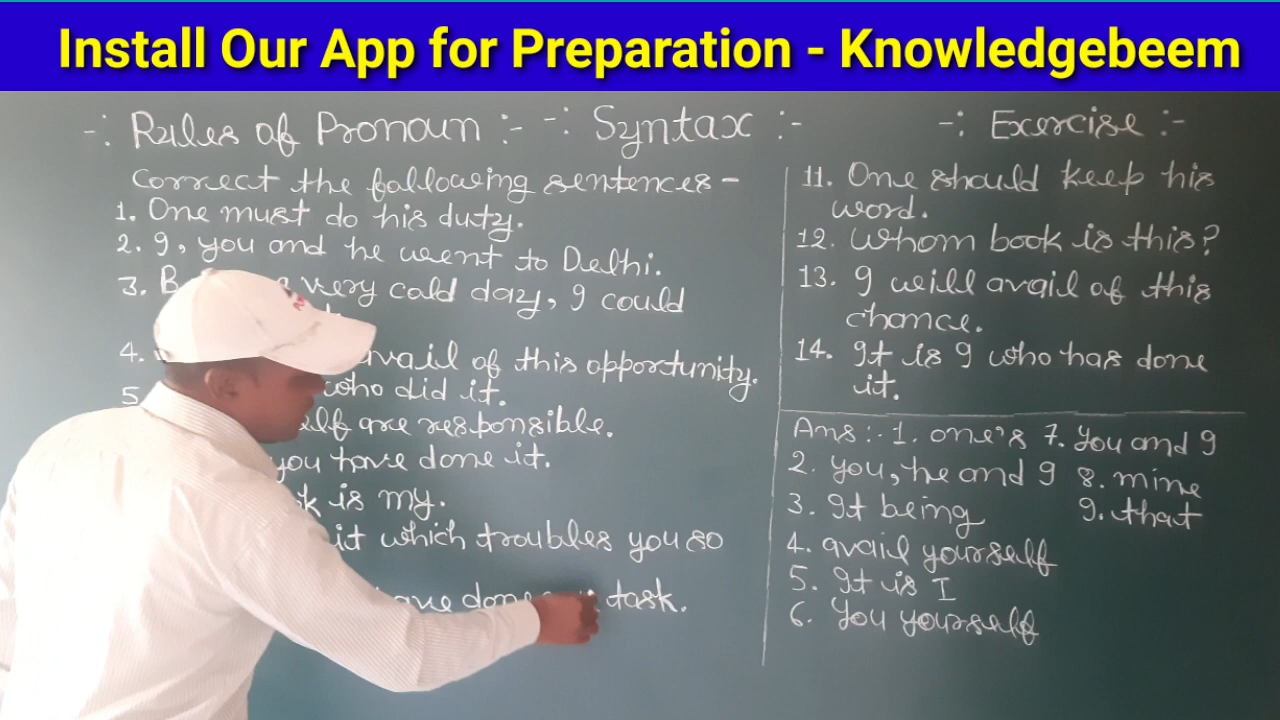 Install Our App for Preparation - Knowledgebeem
-: Rules of Pronoun :- -: Syntax :-
Correct the following sentences -
1. One must do his duty.
2. I, you and he went to Delhi.
3. B very cold day, I could
4. avail of this opportunity.
5 who did it.
are responsible.
you have done it.
is my.
it which troubles you so
done task.
-: Exercise :-
11. One should keep his
word.
12. Whom book is this?
13. I will avail of this
chance.
14. It is I who has done
it.
Ans :- 1. one's 7. You and I
2. You, he and I 8. mine
3. It being 9. that
4. avail yourself
5. It is I
6. You yourself